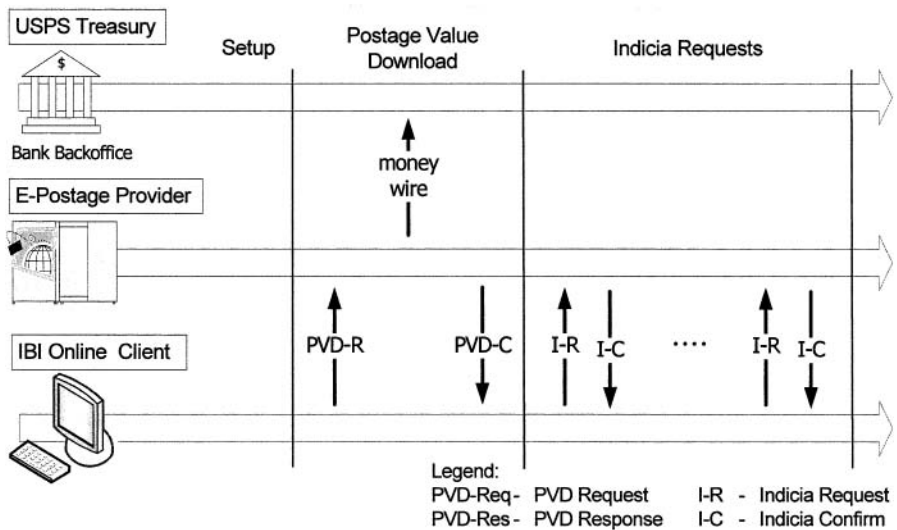 USPS Treasury
Setup
Postage Value
Download
Indicia Requests
$
Bank Backoffice
money
wire
E-Postage Provider
IBI Online Client
PVD-R
PVD-C
I-R
I-C
....
I-R
I-C
Legend:
PVD-Req - PVD Request I-R - Indicia Request
PVD-Res - PVD Response I-C - Indicia Confirm